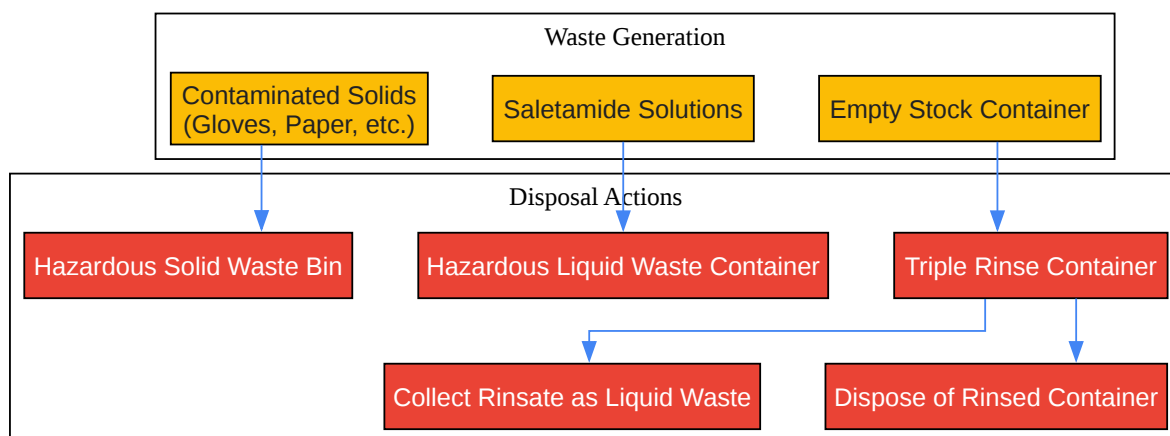 Waste Generation
Contaminated Solids
(Gloves, Paper, etc.)
Saletamide Solutions
Empty Stock Container
Disposal Actions
Hazardous Solid Waste Bin
Hazardous Liquid Waste Container
Triple Rinse Container
Collect Rinsate as Liquid Waste
Dispose of Rinsed Container